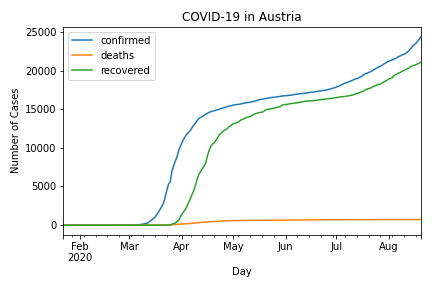 COVID-19 in Austria
confirmed
deaths
recovered
Number of Cases
25000
20000
15000
10000
5000
0
Feb
2020
Mar
Apr
May
Jun
Jul
Aug
Day